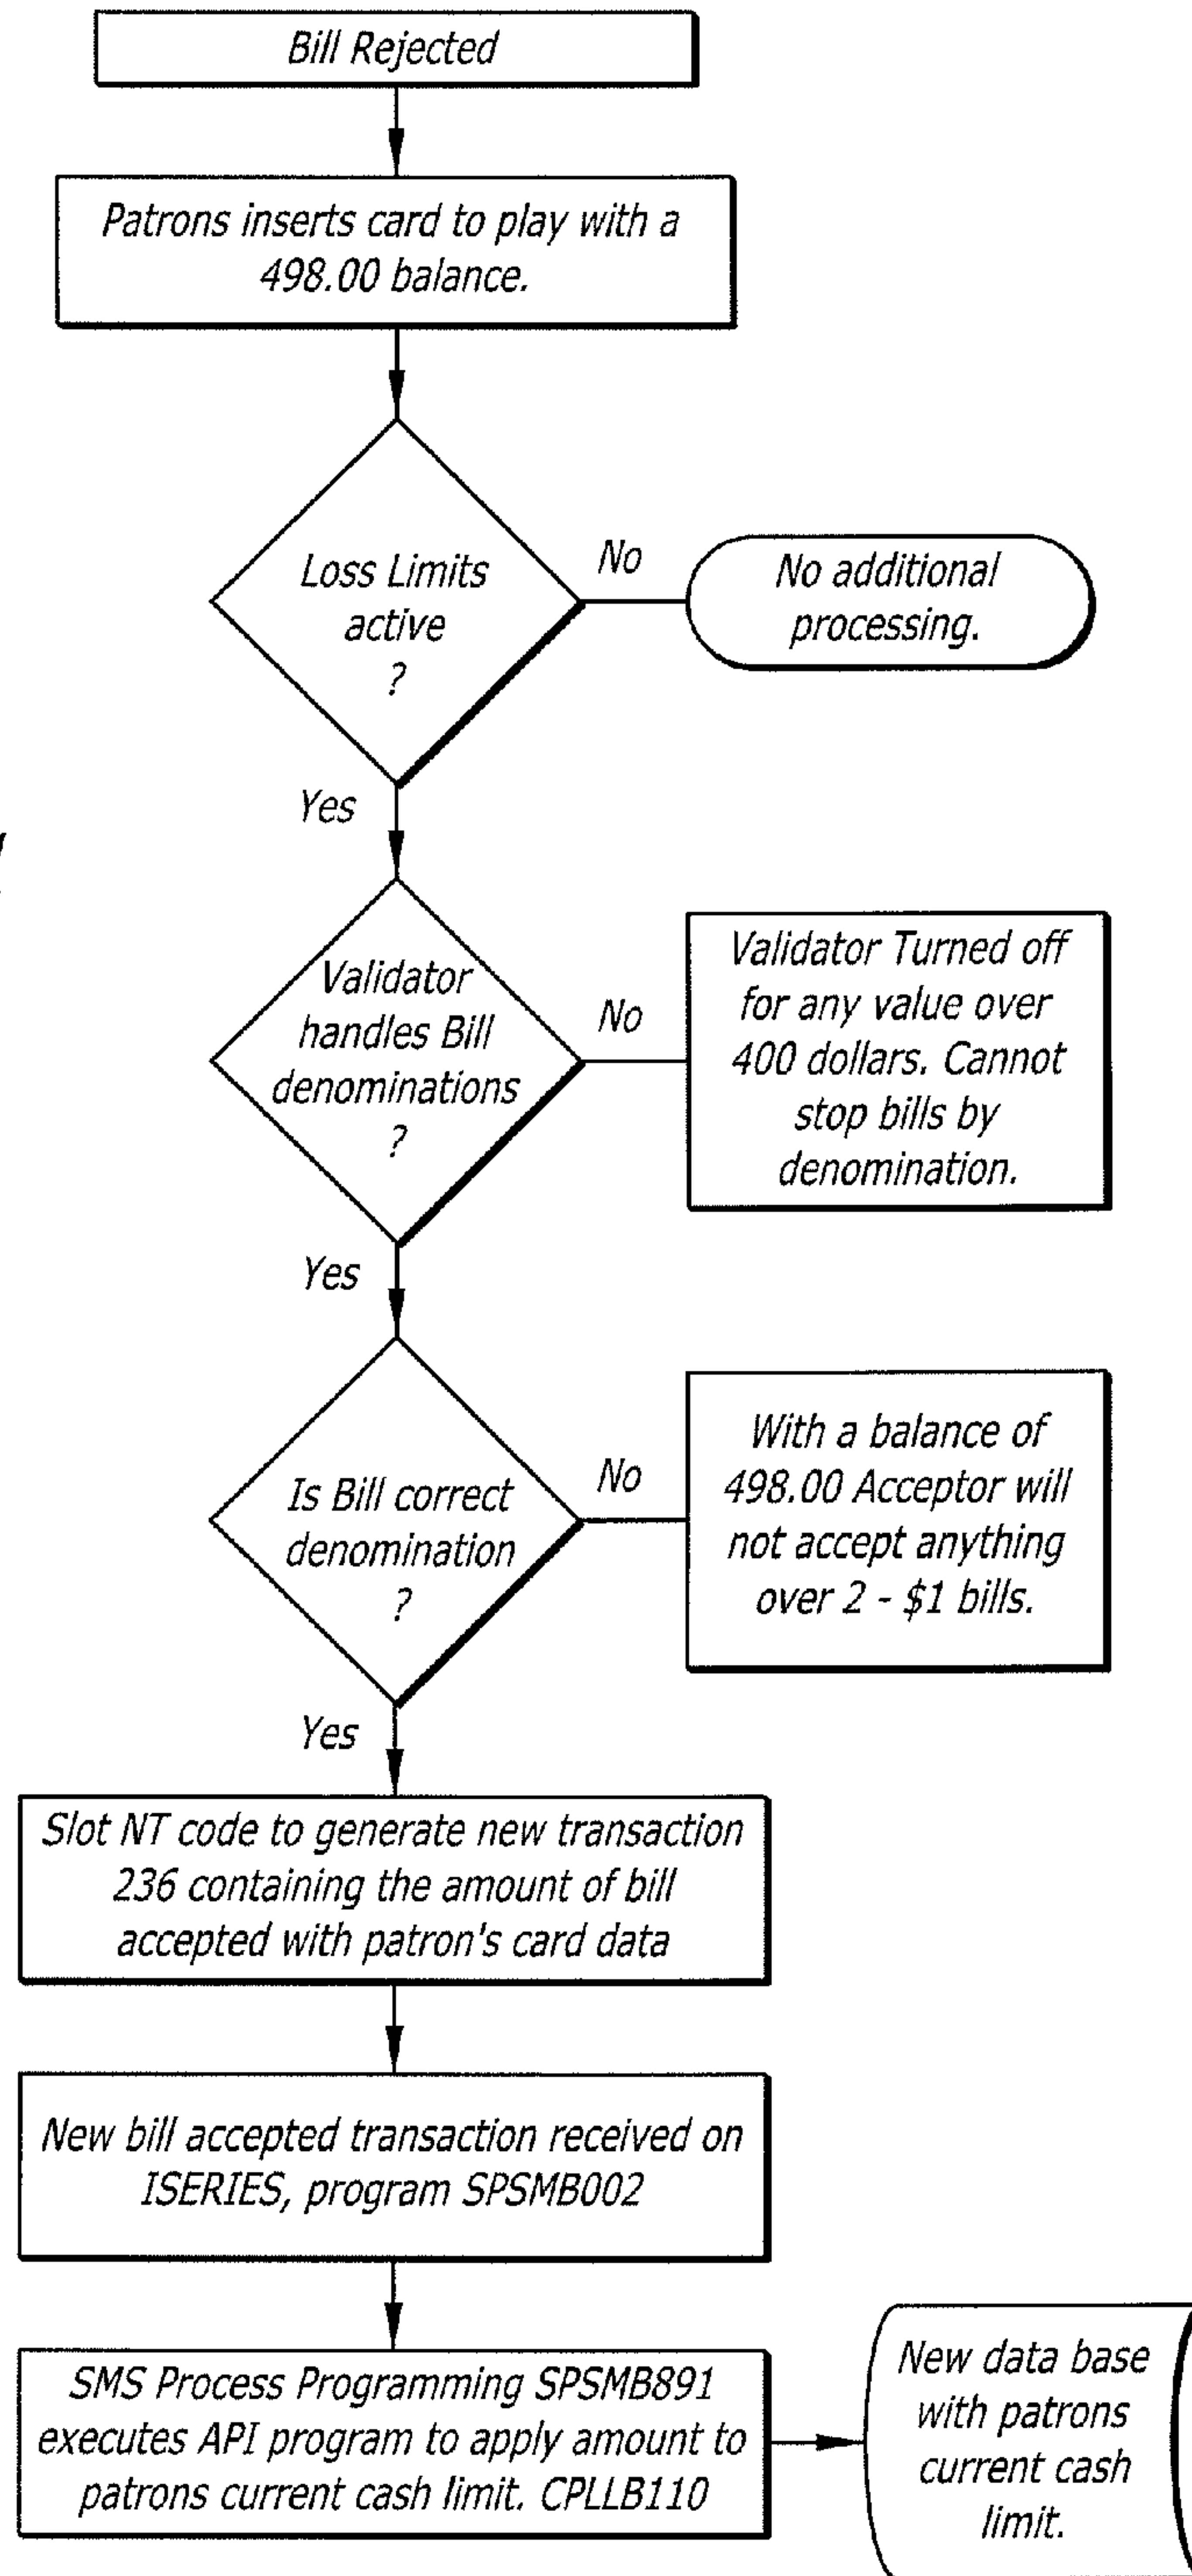 Bill Rejected
Patrons inserts card to play with a
498.00 balance.
Loss Limits
active
?
No
No additional
processing.
Yes
Validator
handles Bill
denominations
?
No
Validator Turned off
for any value over
400 dollars. Cannot
stop bills by
denomination.
Yes
Is Bill correct
denomination
?
No
With a balance of
498.00 Acceptor will
not accept anything
over 2 - $1 bills.
Yes
Slot NT code to generate new transaction
236 containing the amount of bill
accepted with patron's card data
New bill accepted transaction received on
ISERIES, program SPSMB002
SMS Process Programming SPSMB891
executes API program to apply amount to
patrons current cash limit. CPLLB110
New data base
with patrons
current cash
limit.